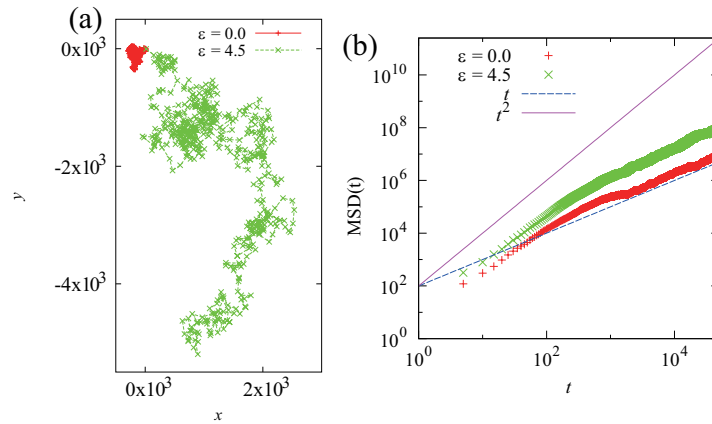 (a)
ε = 0.0
ε = 4.5
0x10³
-2x10³
-4x10³
y
0x10³
2x10³
x
(b)
ε = 0.0
ε = 4.5
t
t²
10¹⁰
10⁸
10⁶
10⁴
10²
10⁰
MSD(t)
10⁰
10²
10⁴
t